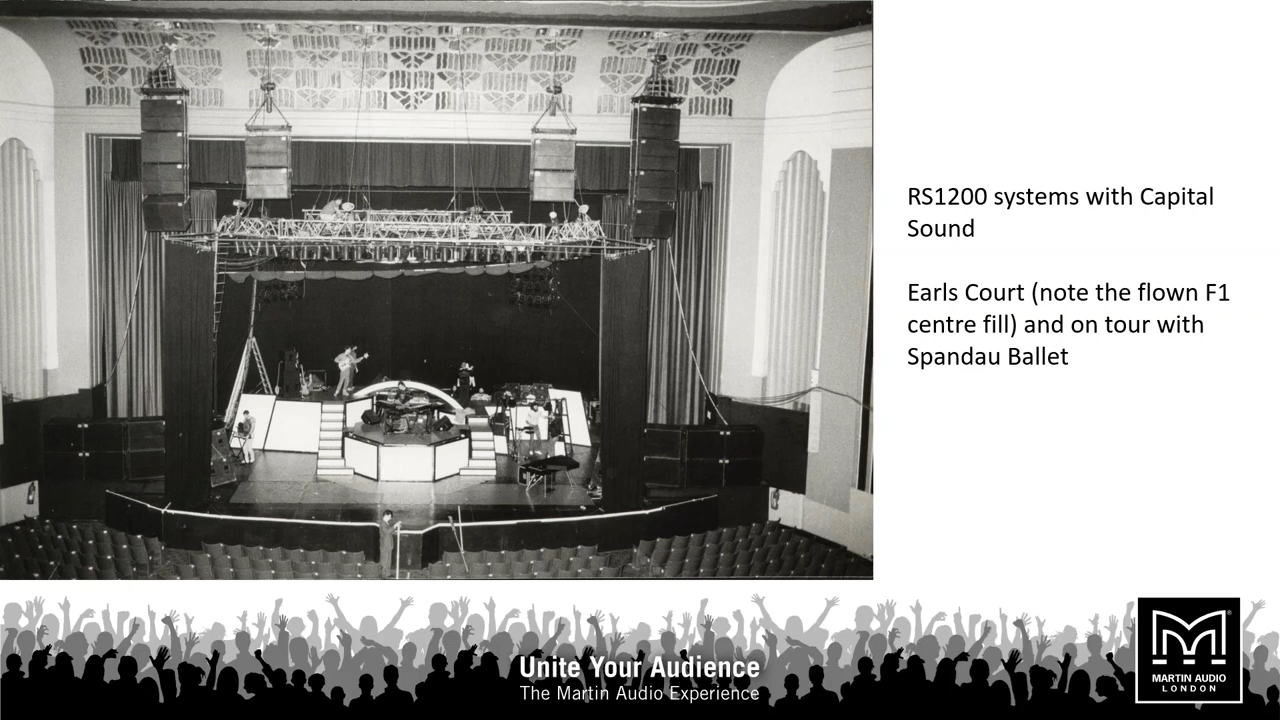 RS1200 systems with Capital
Sound
Earls Court (note the flown F1
centre fill) and on tour with
Spandau Ballet
Unite Your Audience
The Martin Audio Experience
MARTIN AUDIO
LONDON